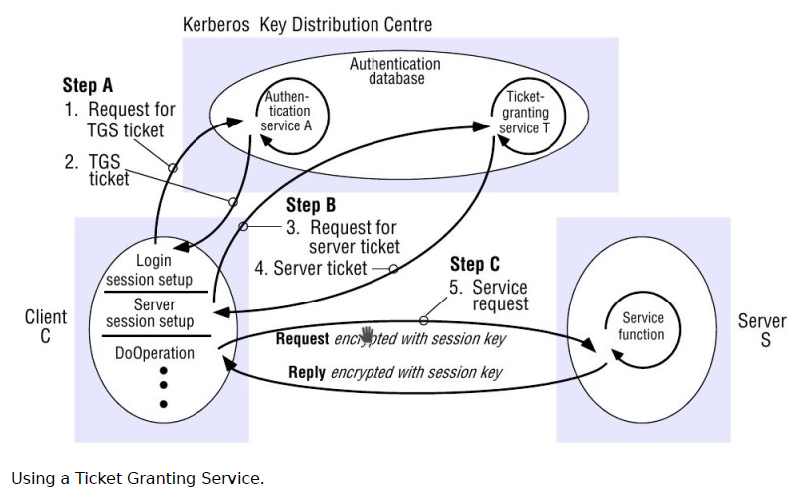 Kerberos Key Distribution Centre
Authentication
database
Step A
1. Request for
TGS ticket
2. TGS
ticket
Authen-
tication
service A
Ticket-
granting
service T
Step B
3. Request for
server ticket
4. Server ticket
Step C
5. Service
request
Login
session setup
Server
session setup
DoOperation
Client
C
Request encrypted with session key
Reply encrypted with session key
Service
function
Server
S
Using a Ticket Granting Service.